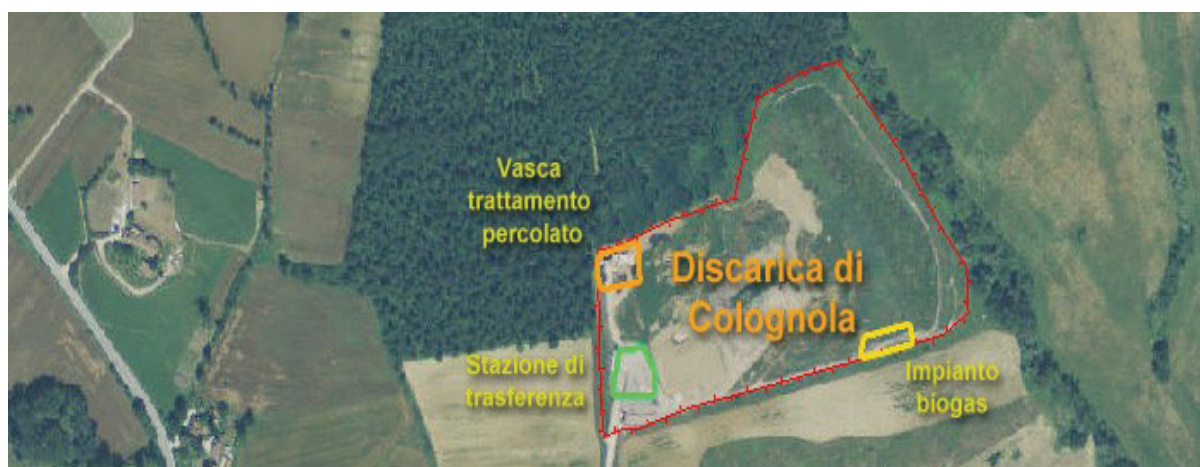 Vasca
trattamento
percolato
Discarica di
Colognola
Stazione di
trasferenza
Impianto
biogas